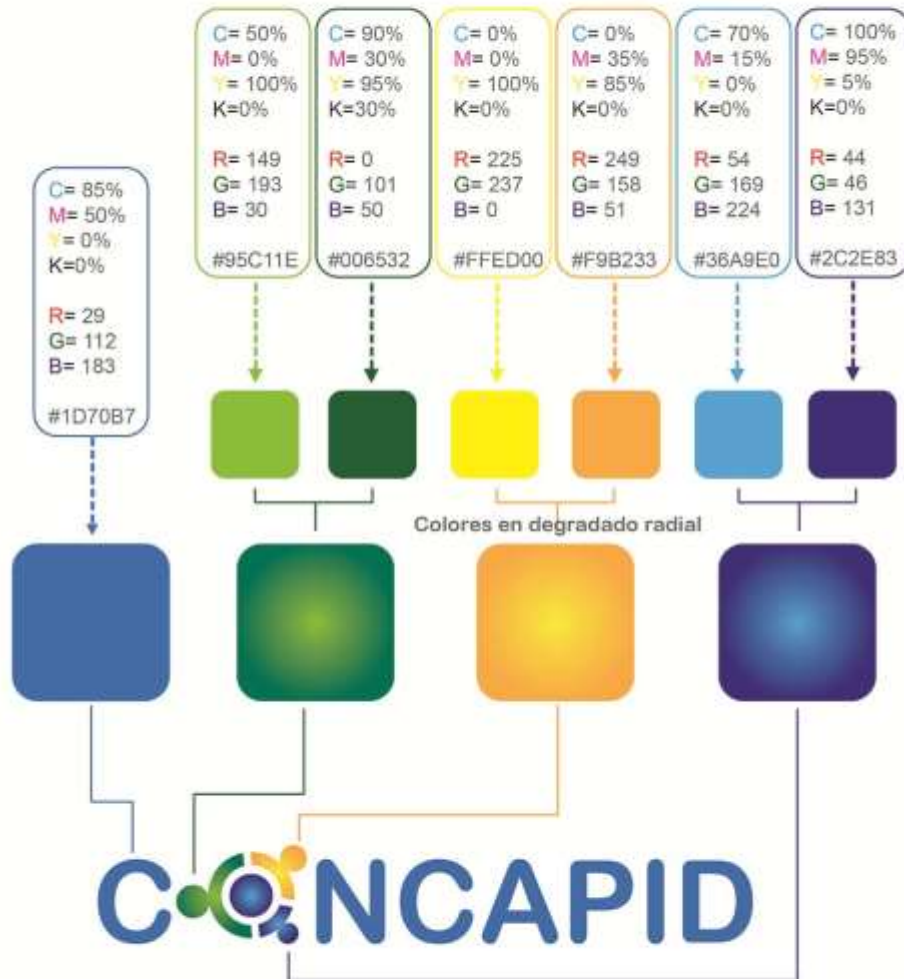 C= 50%
M= 0%
Y= 100%
K=0%
R= 149
G= 193
B= 30
#95C11E
C= 90%
M= 30%
Y= 95%
K=30%
R= 0
G= 101
B= 50
#006532
C= 0%
M= 0%
Y= 100%
K=0%
R= 225
G= 237
B= 0
#FFED00
C= 0%
M= 35%
Y= 85%
K=0%
R= 249
G= 158
B= 51
#F9B233
C= 70%
M= 15%
Y= 0%
K=0%
R= 54
G= 169
B= 224
#36A9E0
C= 100%
M= 95%
Y= 5%
K=0%
R= 44
G= 46
B= 131
#2C2E83
C= 85%
M= 50%
Y= 0%
K=0%
R= 29
G= 112
B= 183
#1D70B7
Colores en degradado radial
CONCAPID